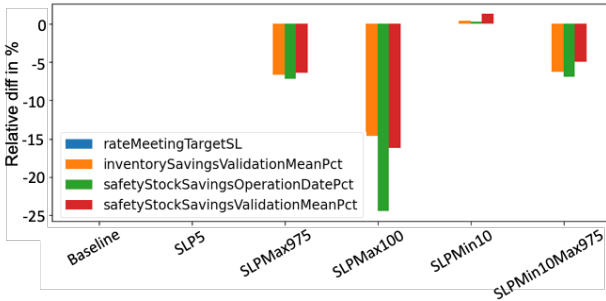 Relative diff in %
0
-5
-10
-15
-20
-25
rateMeetingTargetSL
inventorySavingsValidationMeanPct
safetyStockSavingsOperationDatePct
safetyStockSavingsValidationMeanPct
Baseline
SLP5
SLPMax975
SLPMax100
SLPMin10
SLPMin10Max975